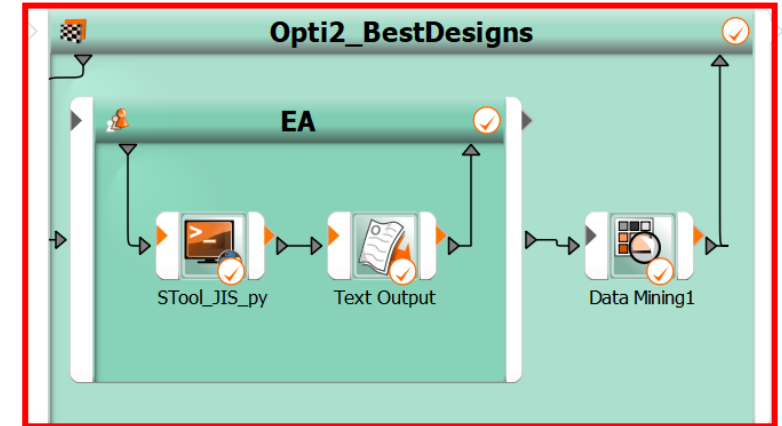 Opti2_BestDesigns
EA
STool_JIS_py
Text Output
Data Mining1